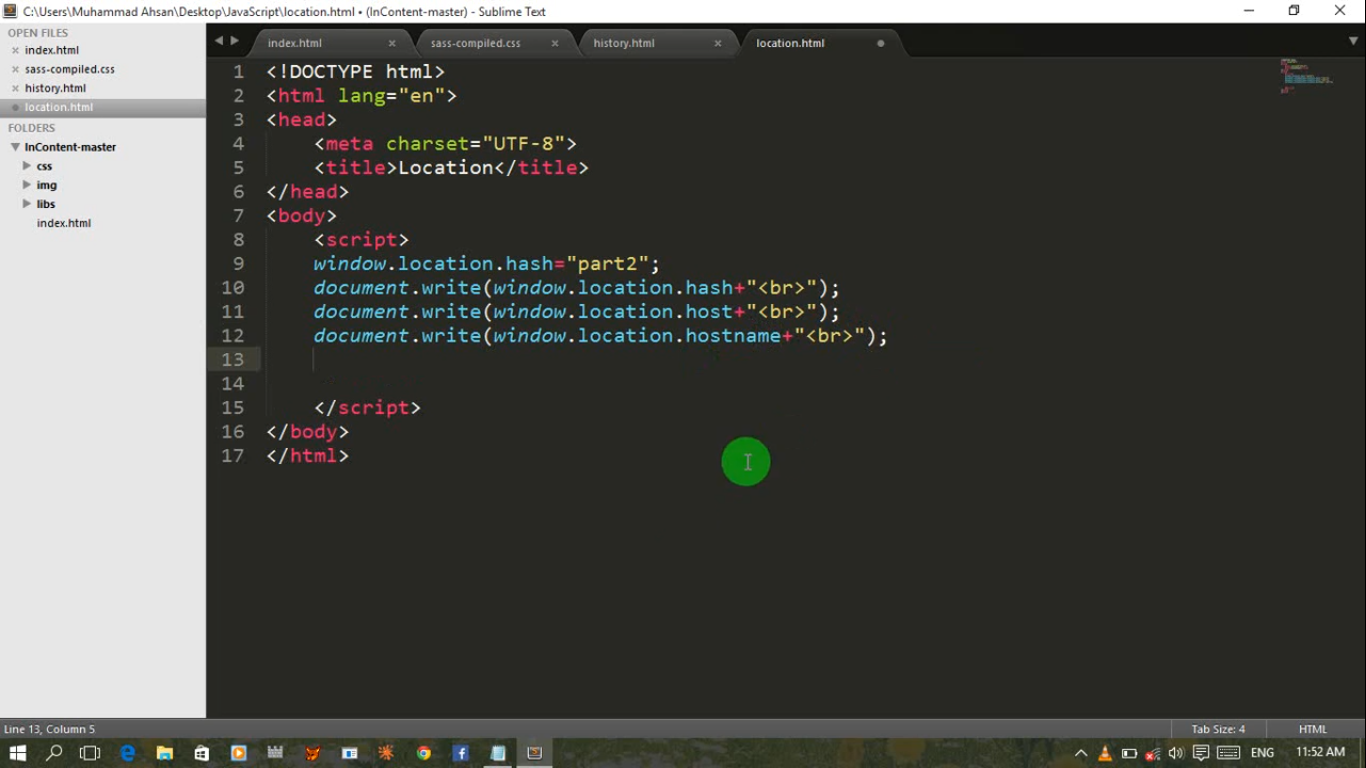 C:\Users\Muhammad Ahsan\Desktop\JavaScript\location.html • (InContent-master) - Sublime Text
OPEN FILES
index.html
sass-compiled.css
history.html
location.html
FOLDERS
InContent-master
css
img
libs
index.html
index.html
sass-compiled.css
history.html
location.html
1 <!DOCTYPE html>
2 <html lang="en">
3 <head>
4 <meta charset="UTF-8">
5 <title>Location</title>
6 </head>
7 <body>
8 <script>
9 window.location.hash="part2";
10 document.write(window.location.hash+"<br>");
11 document.write(window.location.host+"<br>");
12 document.write(window.location.hostname+"<br>");
13
14
15 </script>
16 </body>
17 </html>
Line 13, Column 5
Tab Size: 4
HTML
ENG
11:52 AM